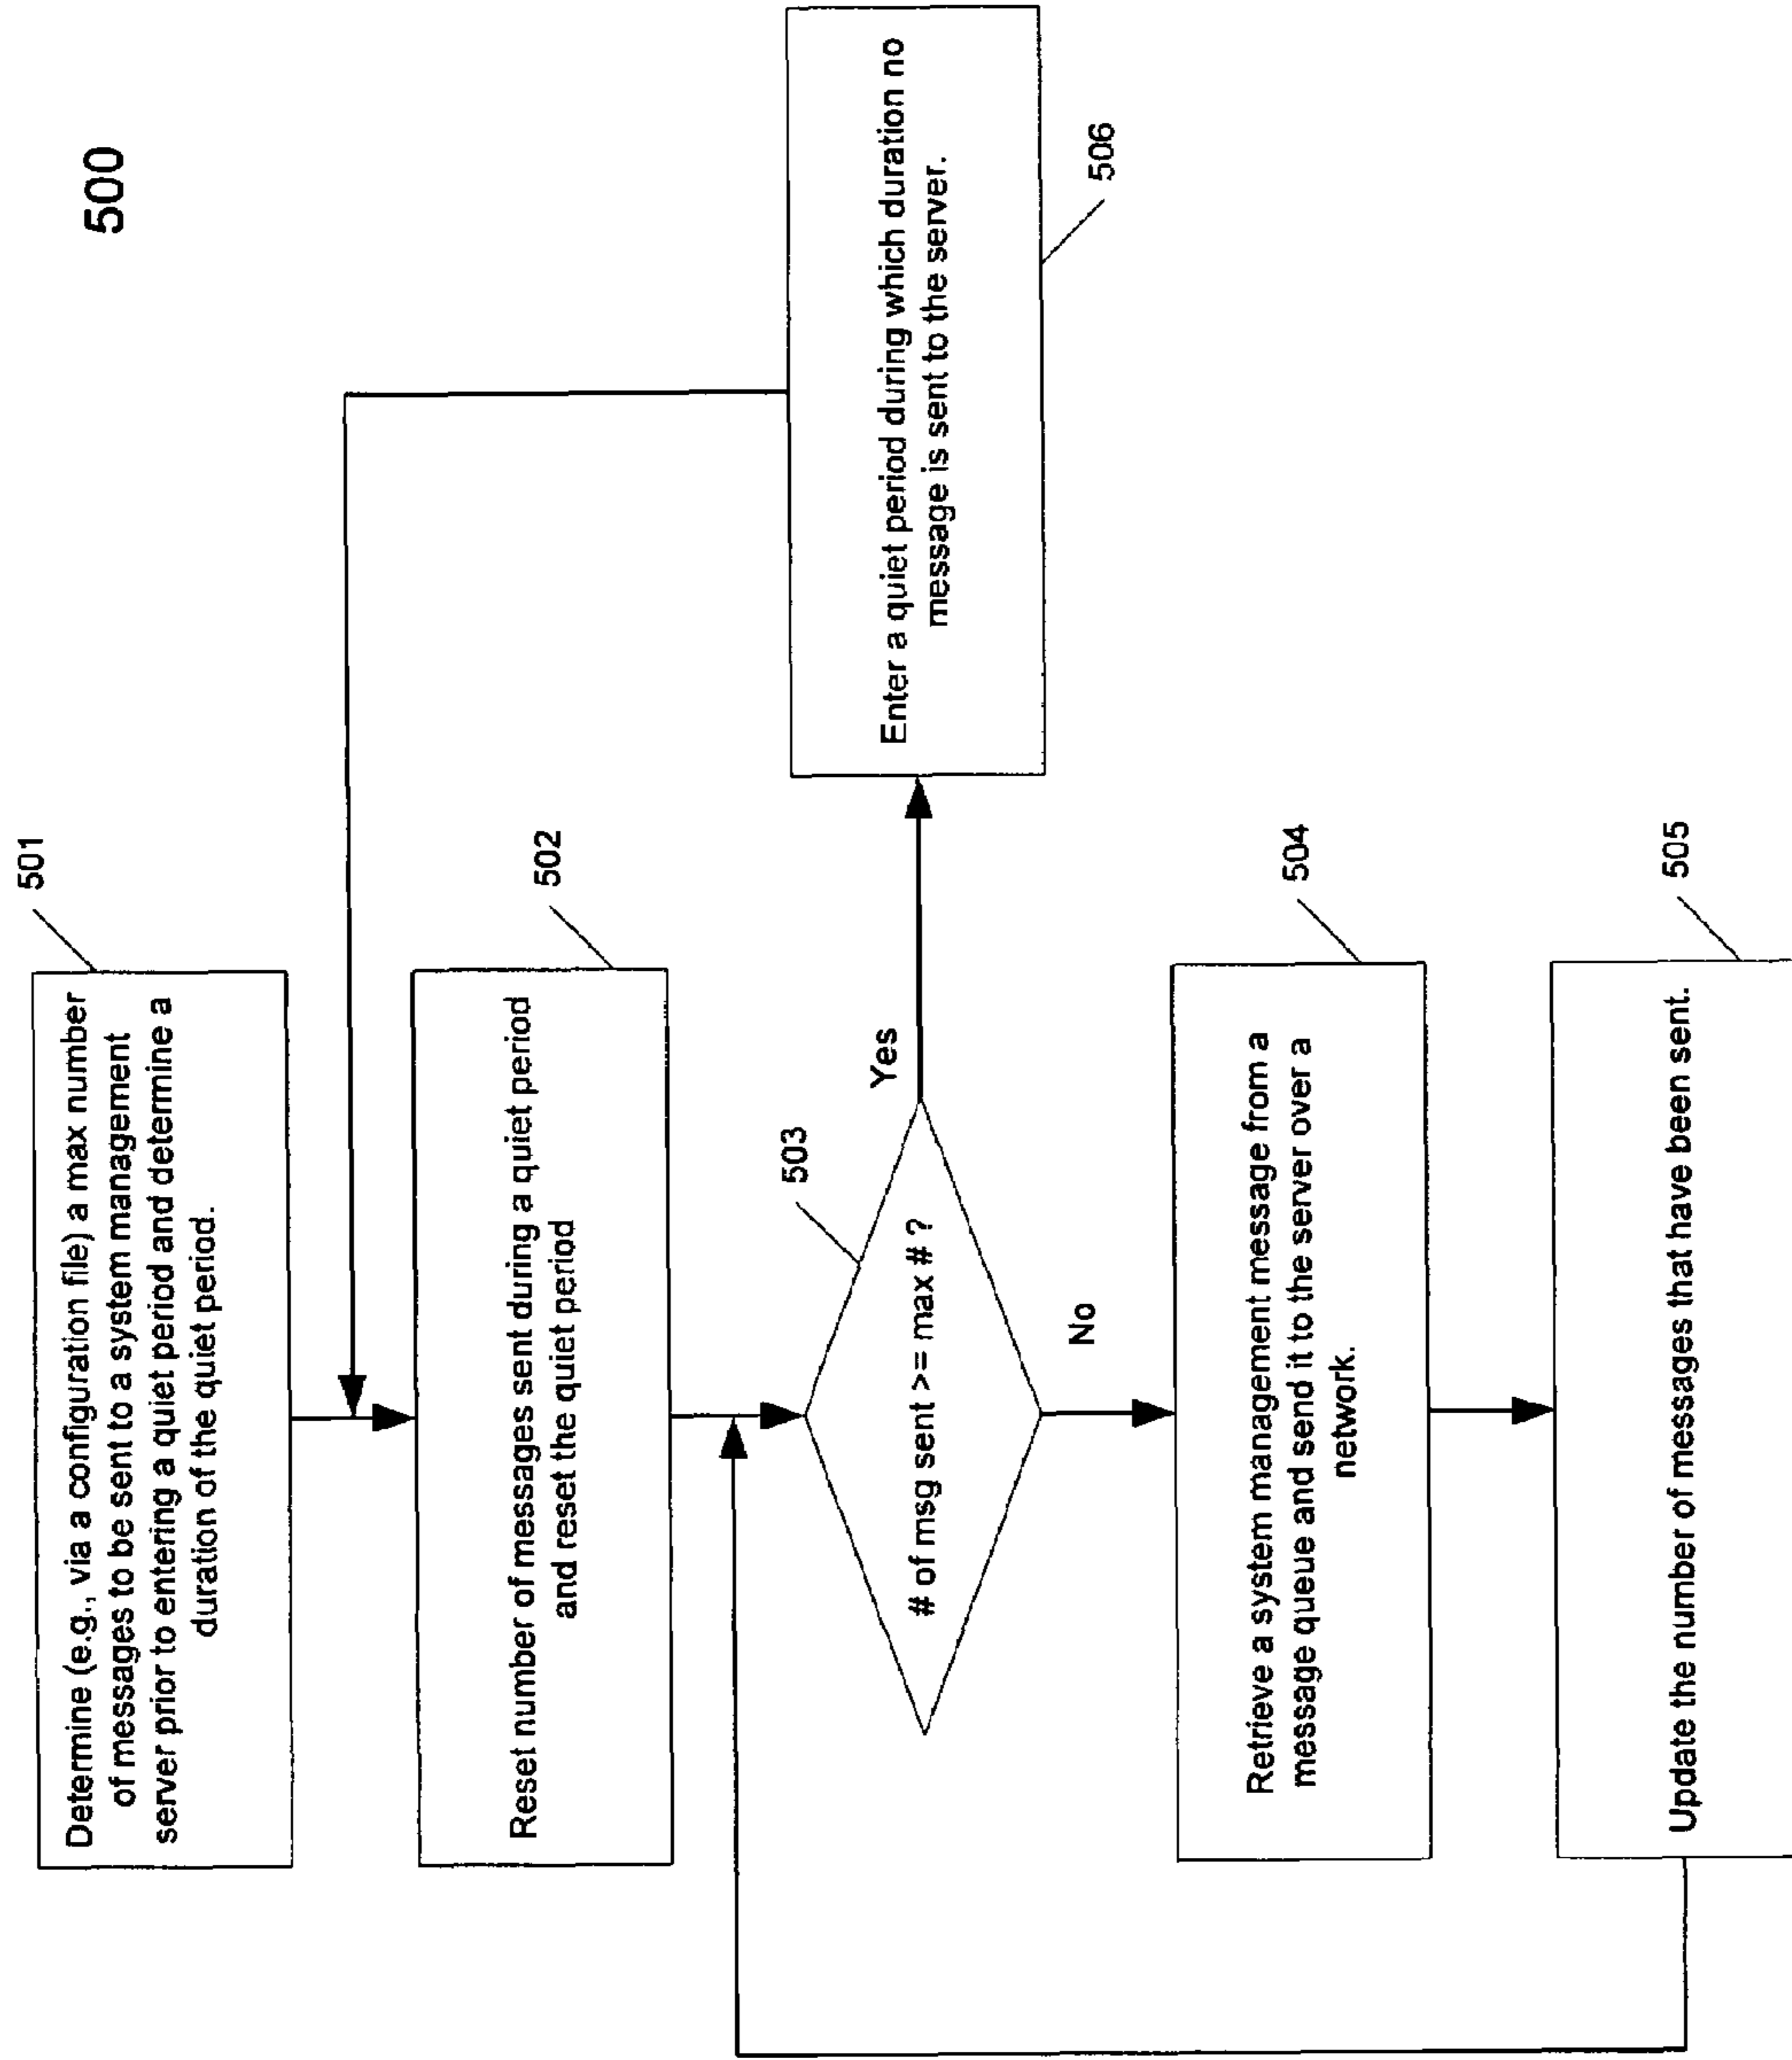 500
501
Determine (e.g., via a configuration file) a max number
of messages to be sent to a system management
server prior to entering a quiet period and determine a
duration of the quiet period.
502
Reset number of messages sent during a quiet period
and reset the quiet period
503
# of msg sent >= max # ?
Yes
No
Enter a quiet period during which duration no
message is sent to the server.
506
504
Retrieve a system management message from a
message queue and send it to the server over a
network.
505
Update the number of messages that have been sent.